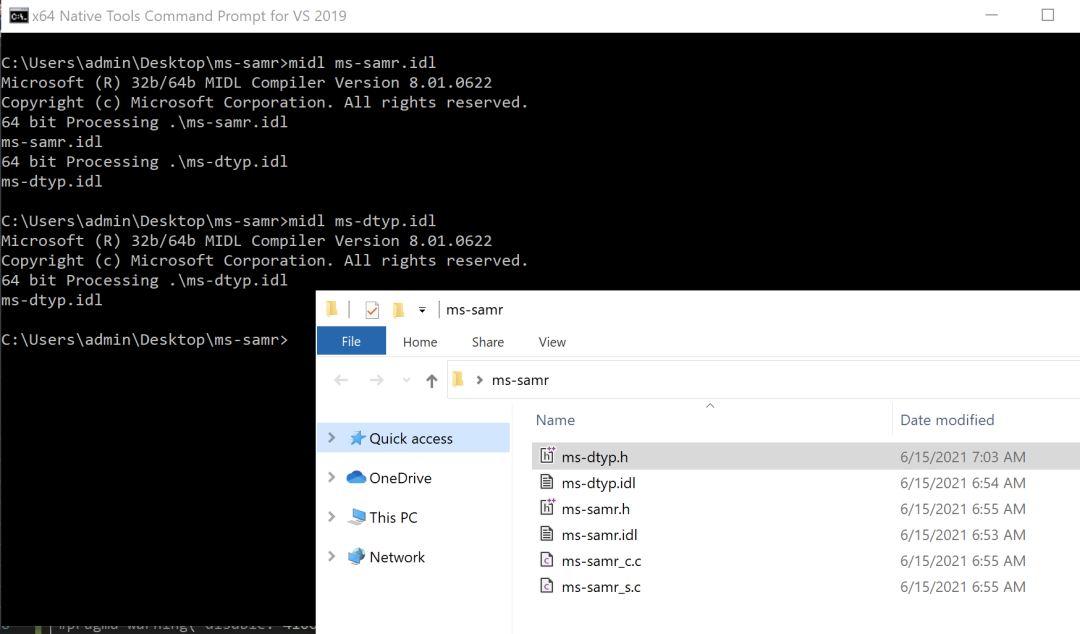 x64 Native Tools Command Prompt for VS 2019
C:\Users\admin\Desktop\ms-samr>midl ms-samr.idl
Microsoft (R) 32b/64b MIDL Compiler Version 8.01.0622
Copyright (c) Microsoft Corporation. All rights reserved.
64 bit Processing .\ms-samr.idl
ms-samr.idl
64 bit Processing .\ms-dtyp.idl
ms-dtyp.idl
C:\Users\admin\Desktop\ms-samr>midl ms-dtyp.idl
Microsoft (R) 32b/64b MIDL Compiler Version 8.01.0622
Copyright (c) Microsoft Corporation. All rights reserved.
64 bit Processing .\ms-dtyp.idl
ms-dtyp.idl
C:\Users\admin\Desktop\ms-samr>
ms-samr
File Home Share View
ms-samr
Name Date modified
Quick access
OneDrive
This PC
Network
ms-dtyp.h 6/15/2021 7:03 AM
ms-dtyp.idl 6/15/2021 6:54 AM
ms-samr.h 6/15/2021 6:55 AM
ms-samr.idl 6/15/2021 6:53 AM
ms-samr_c.c 6/15/2021 6:55 AM
ms-samr_s.c 6/15/2021 6:55 AM